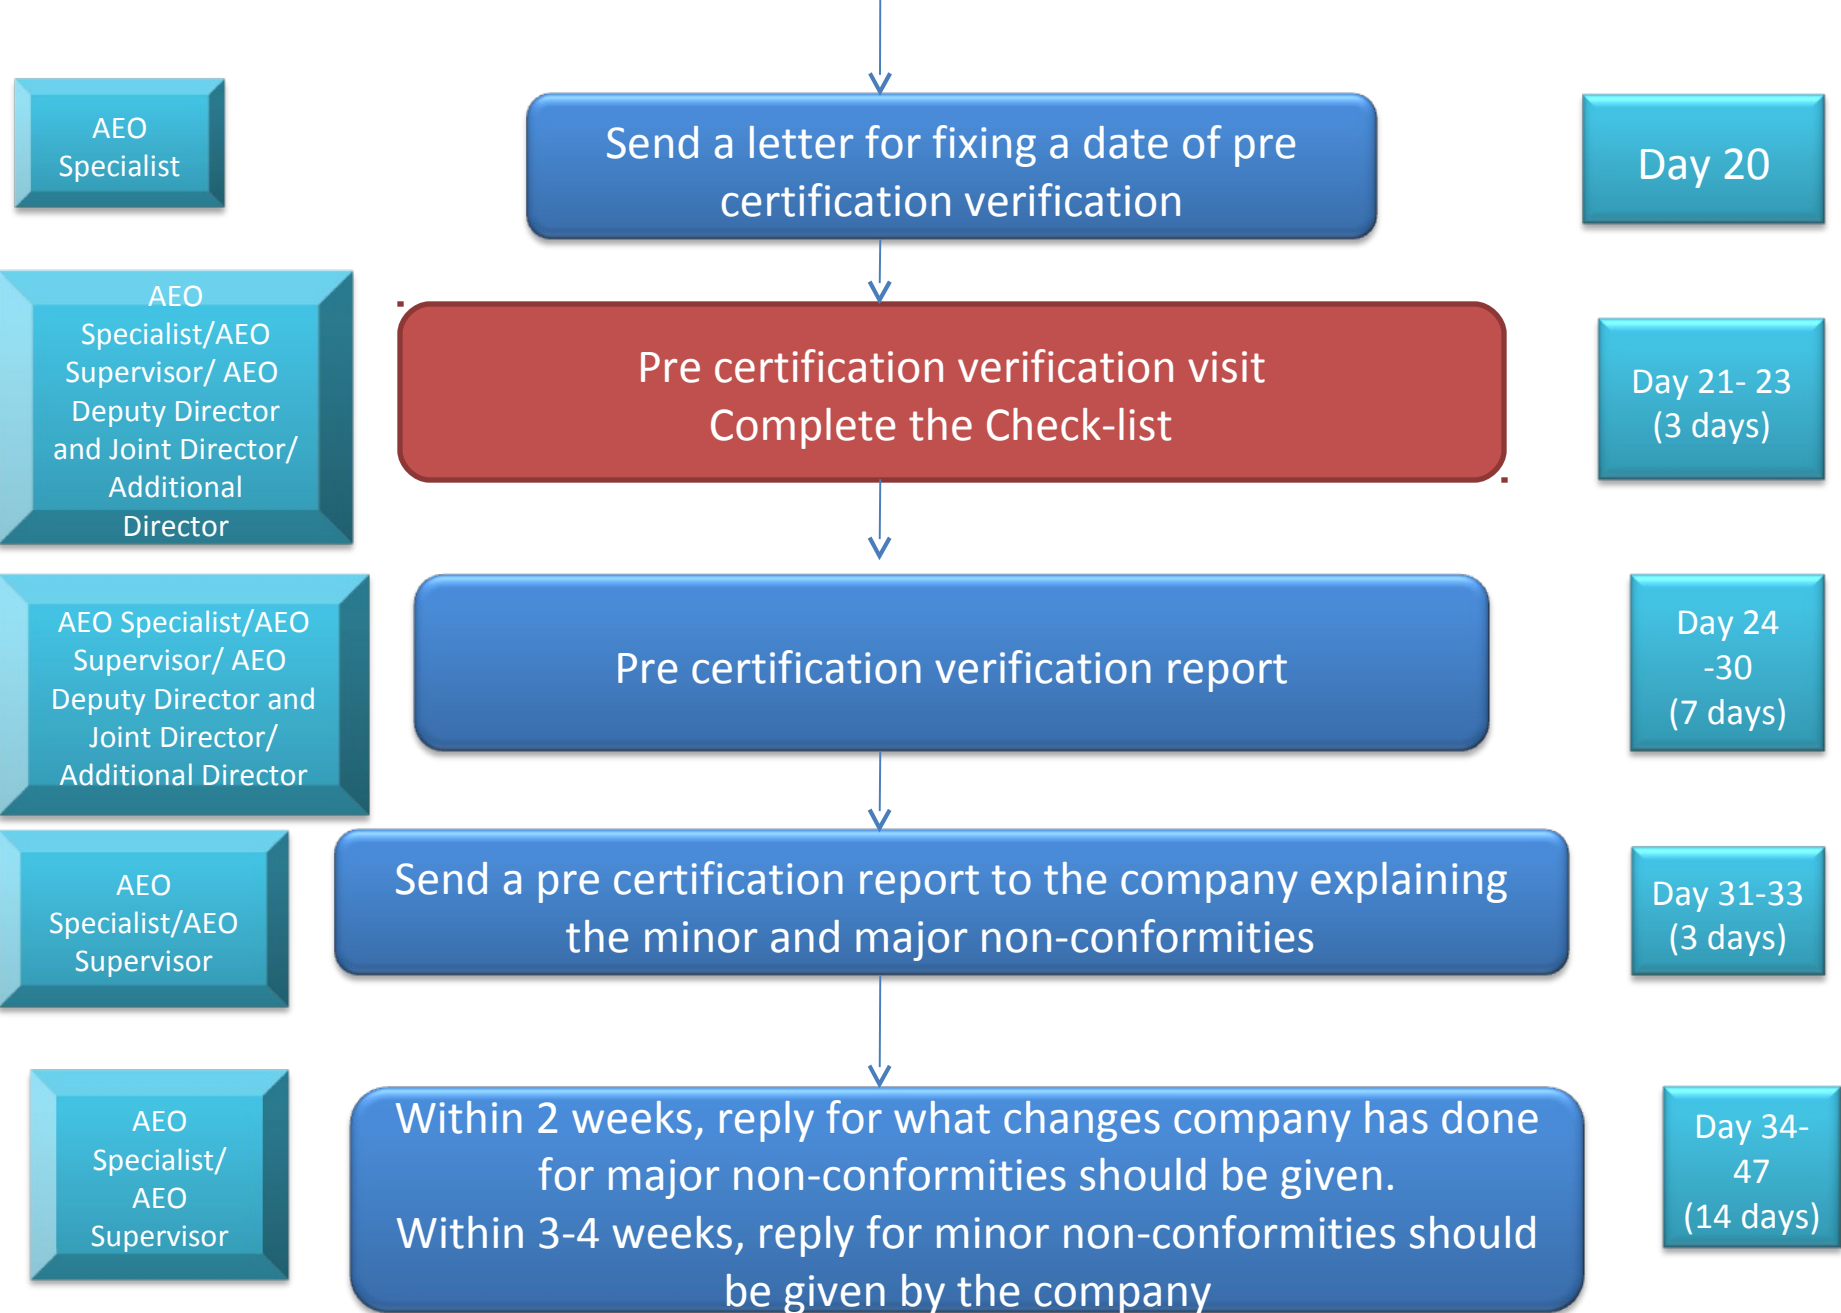 AEO
Specialist
Send a letter for fixing a date of pre
certification verification
Day 20
AEO
Specialist/AEO
Supervisor/ AEO
Deputy Director
and Joint Director/
Additional
Director
Pre certification verification visit
Complete the Check-list
Day 21- 23
(3 days)
AEO Specialist/AEO
Supervisor/ AEO
Deputy Director and
Joint Director/
Additional Director
Pre certification verification report
Day 24
-30
(7 days)
AEO
Specialist/AEO
Supervisor
Send a pre certification report to the company explaining
the minor and major non-conformities
Day 31-33
(3 days)
AEO
Specialist/
AEO
Supervisor
Within 2 weeks, reply for what changes company has done
for major non-conformities should be given.
Within 3-4 weeks, reply for minor non-conformities should
be given by the company
Day 34-
47
(14 days)